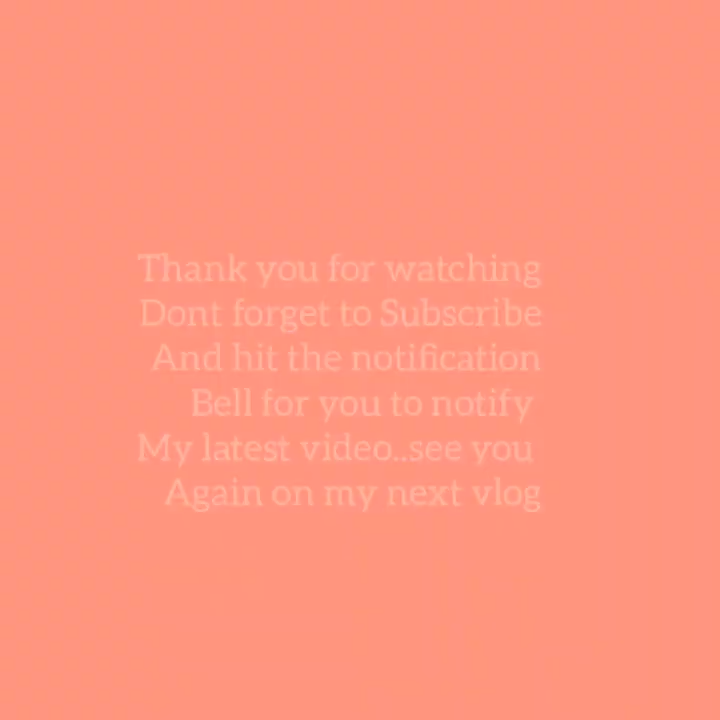 Thank you for watching
Dont forget to Subscribe
And hit the notification
Bell for you to notify
My latest video..see you
Again on my next vlog